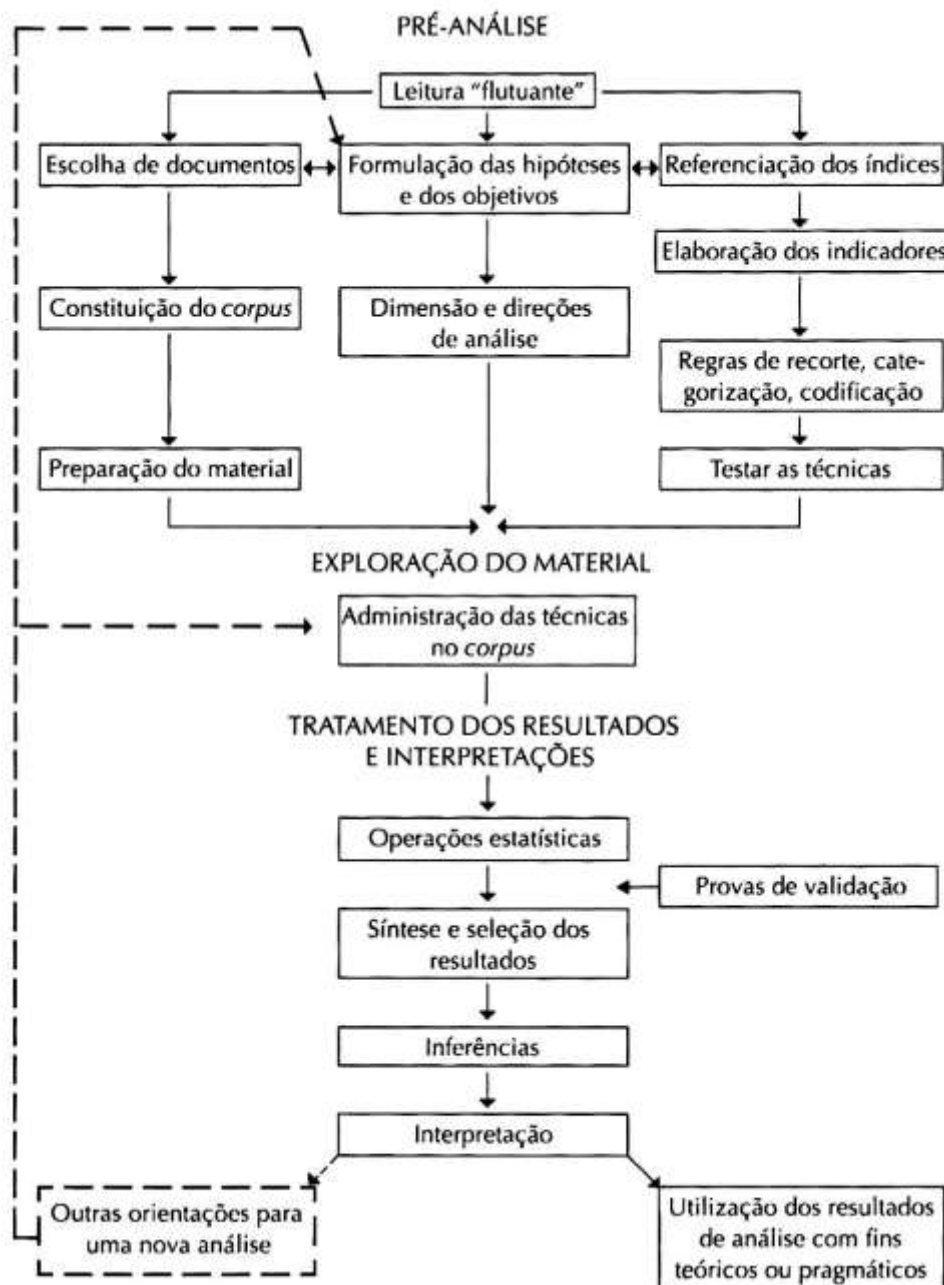 PRÉ-ANÁLISE
Leitura "flutuante"
Escolha de documentos
Formulação das hipóteses
e dos objetivos
Referenciação dos índices
Elaboração dos indicadores
Constituição do corpus
Dimensão e direções
de análise
Regras de recorte, cate-
gorização, codificação
Preparação do material
Testar as técnicas
EXPLORAÇÃO DO MATERIAL
Administração das técnicas
no corpus
TRATAMENTO DOS RESULTADOS
E INTERPRETAÇÕES
Operações estatísticas
Provas de validação
Síntese e seleção dos
resultados
Inferências
Interpretação
Outras orientações para
uma nova análise
Utilização dos resultados
de análise com fins
teóricos ou pragmáticos